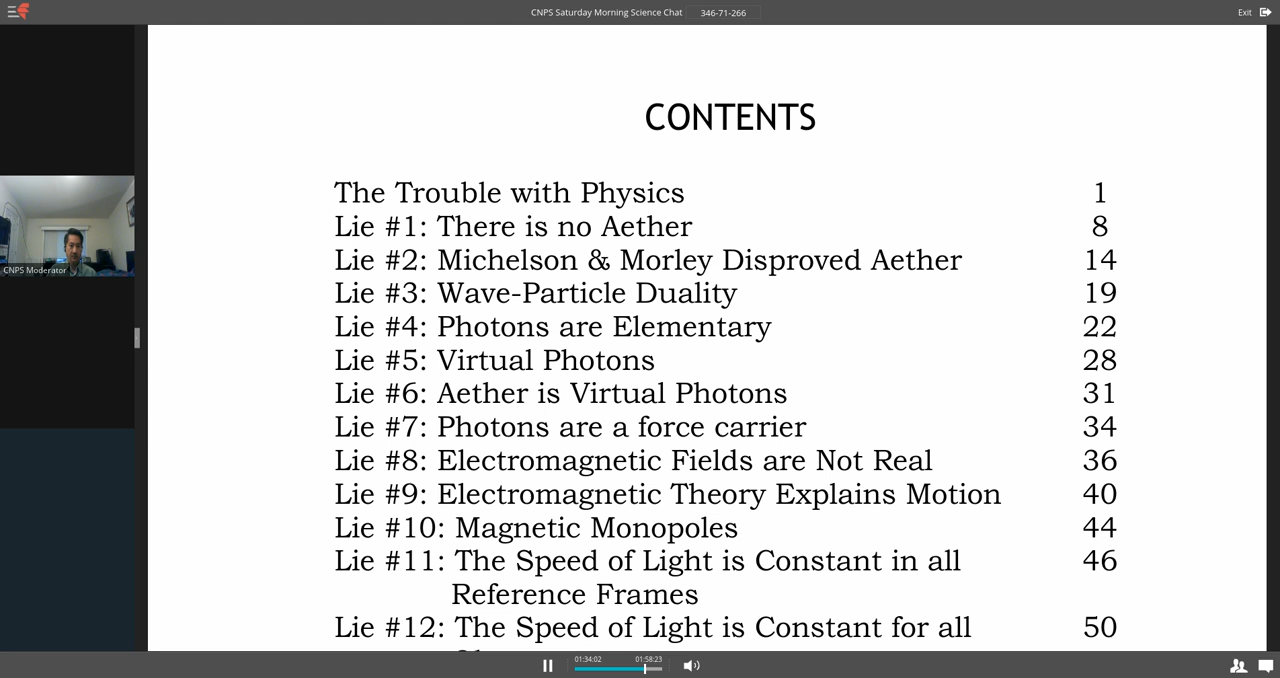 CNPS Saturday Morning Science Chat 346-71-266
Exit
CONTENTS
The Trouble with Physics 1
Lie #1: There is no Aether 8
Lie #2: Michelson & Morley Disproved Aether 14
Lie #3: Wave-Particle Duality 19
Lie #4: Photons are Elementary 22
Lie #5: Virtual Photons 28
Lie #6: Aether is Virtual Photons 31
Lie #7: Photons are a force carrier 34
Lie #8: Electromagnetic Fields are Not Real 36
Lie #9: Electromagnetic Theory Explains Motion 40
Lie #10: Magnetic Monopoles 44
Lie #11: The Speed of Light is Constant in all 46
Reference Frames
Lie #12: The Speed of Light is Constant for all 50
CNPS Moderator
01:34:02 01:58:23